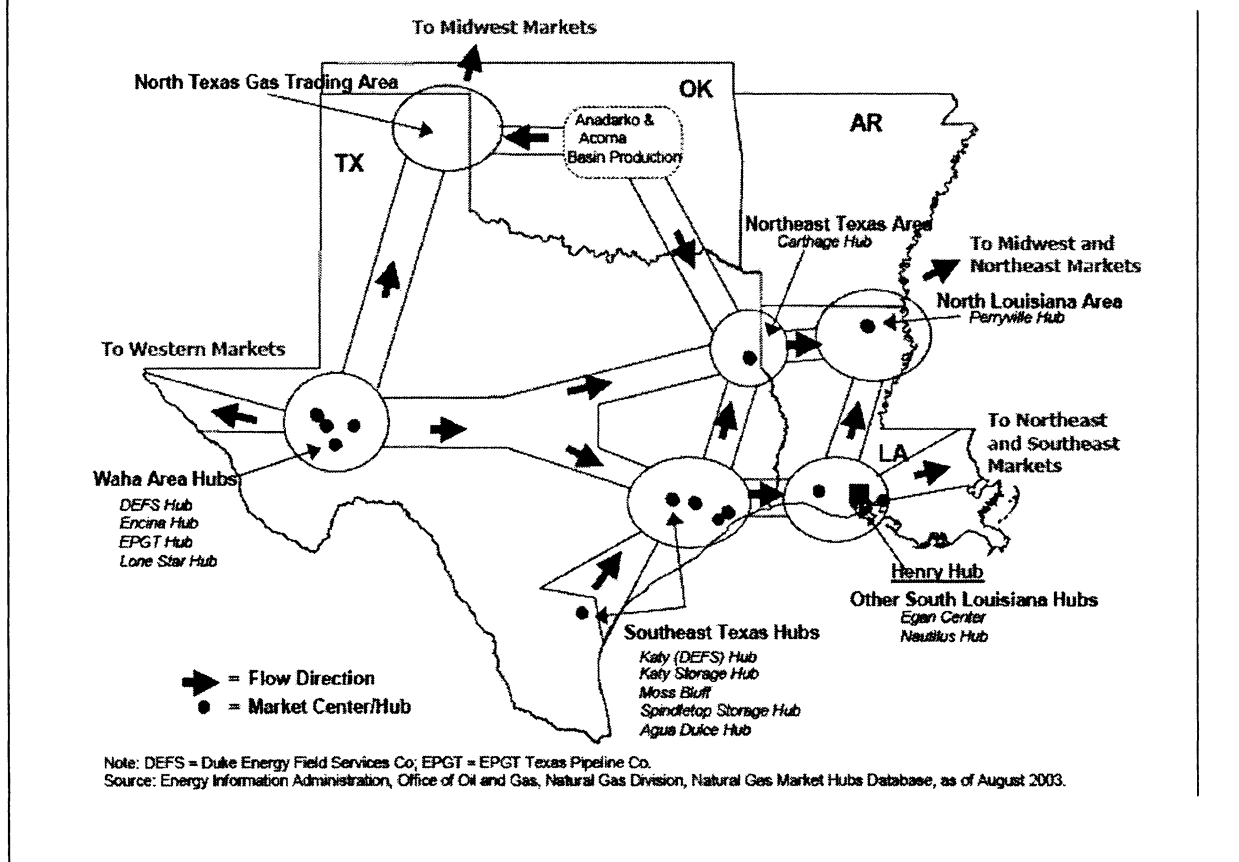 To Midwest Markets
North Texas Gas Trading Area
OK
Anadarko &
Acoma
Basin Production
AR
TX
Northeast Texas Area
Carthage Hub
To Midwest and
Northeast Markets
North Louisiana Area
Perryville Hub
To Western Markets
To Northeast
and Southeast
Markets
LA
Waha Area Hubs
DEFS Hub
Encina Hub
EPGT Hub
Lone Star Hub
Henry Hub
Other South Louisiana Hubs
Egan Center
Nautilus Hub
Southeast Texas Hubs
Katy (DEFS) Hub
Katy Storage Hub
Moss Bluff
Spindletop Storage Hub
Agua Dulce Hub
= Flow Direction
= Market Center/Hub
Note: DEFS = Duke Energy Field Services Co; EPGT = EPGT Texas Pipeline Co.
Source: Energy Information Administration, Office of Oil and Gas, Natural Gas Division, Natural Gas Market Hubs Database, as of August 2003.